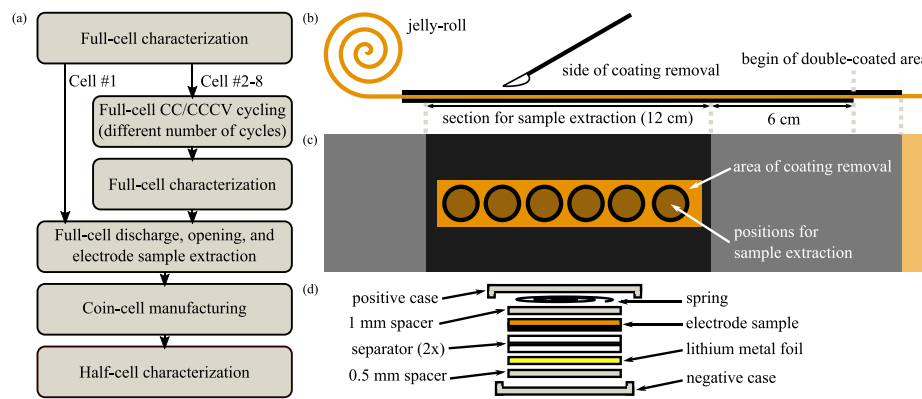 (a)
Full-cell characterization
Cell #1
Cell #2-8
Full-cell CC/CCCV cycling
(different number of cycles)
Full-cell characterization
Full-cell discharge, opening, and
electrode sample extraction
Coin-cell manufacturing
Half-cell characterization
(b)
jelly-roll
side of coating removal
begin of double-coated area
section for sample extraction (12 cm)
6 cm
(c)
area of coating removal
positions for
sample extraction
(d)
positive case
1 mm spacer
separator (2x)
0.5 mm spacer
spring
electrode sample
lithium metal foil
negative case